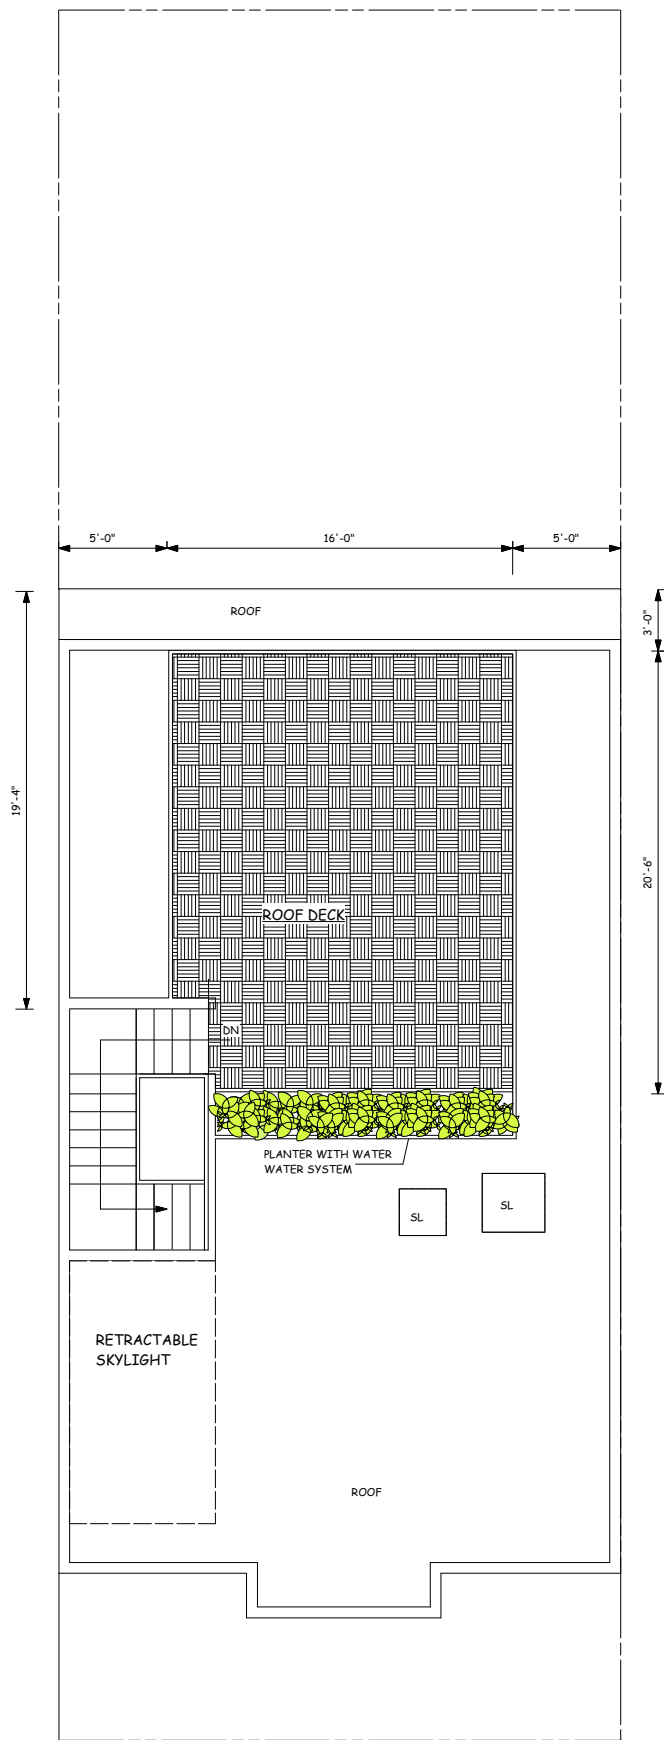 5'-0"
16'-0"
5'-0"
ROOF
3'-0"
19'-4"
20'-6"
ROOF DECK
DN
PLANTER WITH WATER
WATER SYSTEM
SL
SL
RETRACTABLE
SKYLIGHT
ROOF